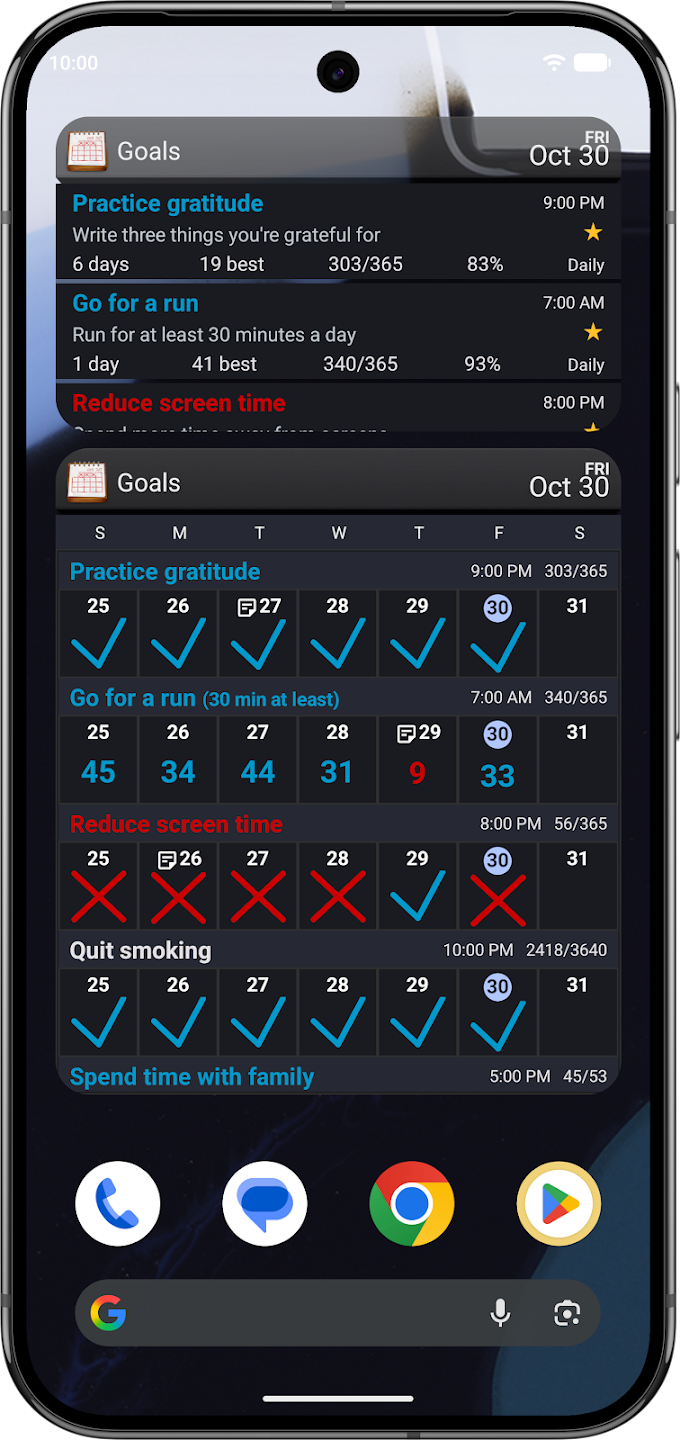 10:00
Goals
FRI
Oct 30
Practice gratitude 9:00 PM
Write three things you're grateful for
6 days 19 best 303/365 83% Daily
Go for a run 7:00 AM
Run for at least 30 minutes a day
1 day 41 best 340/365 93% Daily
Reduce screen time 8:00 PM
Goals
FRI
Oct 30
S M T W T F S
Practice gratitude 9:00 PM 303/365
25 26 27 28 29 30 31
Go for a run (30 min at least) 7:00 AM 340/365
25 26 27 28 29 30 31
45 34 44 31 9 33
Reduce screen time 8:00 PM 56/365
25 26 27 28 29 30 31
Quit smoking 10:00 PM 2418/3640
25 26 27 28 29 30 31
Spend time with family 5:00 PM 45/53